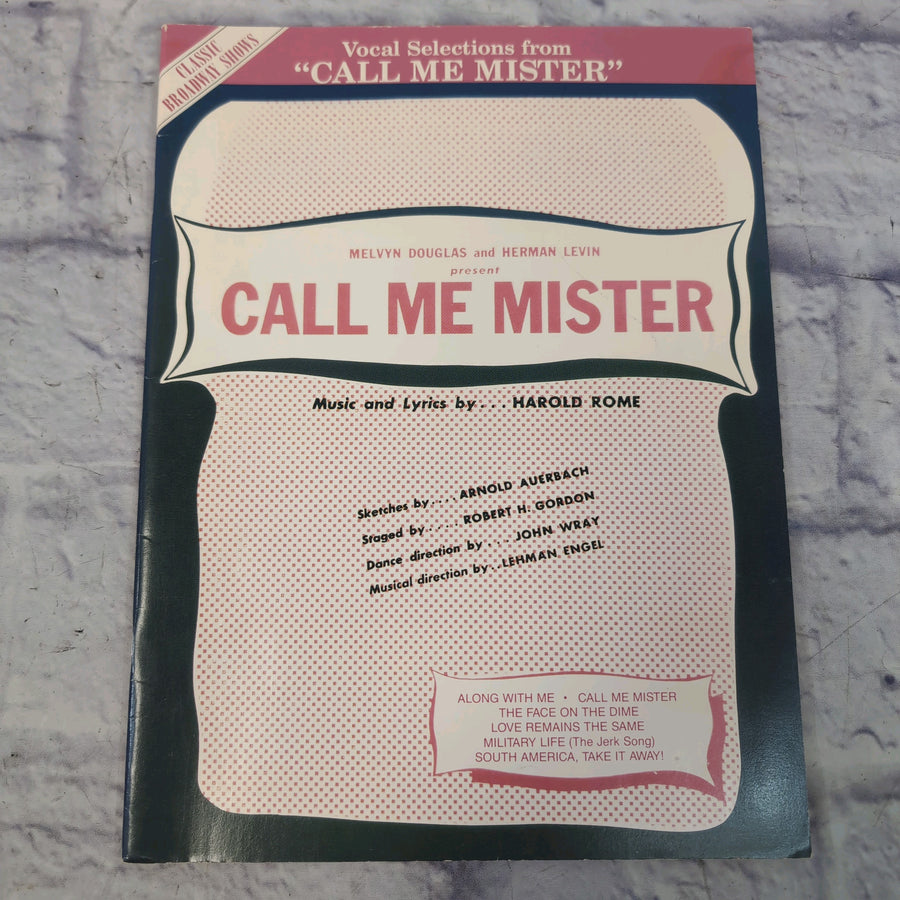 CLASSIC
BROADWAY SHOWS
Vocal Selections from
"CALL ME MISTER"
MELVYN DOUGLAS and HERMAN LEVIN
present
CALL ME MISTER
Music and Lyrics by... HAROLD ROME
Sketches by.... ARNOLD AUERBACH
Staged by..... ROBERT H. GORDON
Dance direction by ... JOHN WRAY
Musical direction by..LEHMAN ENGEL
ALONG WITH ME • CALL ME MISTER
THE FACE ON THE DIME
LOVE REMAINS THE SAME
MILITARY LIFE (The Jerk Song)
SOUTH AMERICA, TAKE IT AWAY!